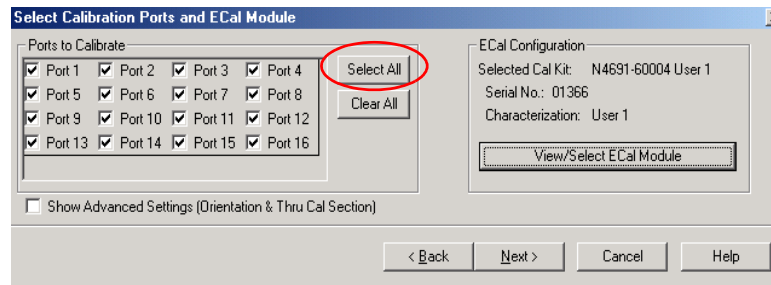 Select Calibration Ports and ECal Module
Ports to Calibrate
Port 1 Port 2 Port 3 Port 4
Port 5 Port 6 Port 7 Port 8
Port 9 Port 10 Port 11 Port 12
Port 13 Port 14 Port 15 Port 16
Select All
Clear All
ECal Configuration
Selected Cal Kit: N4691-60004 User 1
Serial No.: 01366
Characterization: User 1
View/Select ECal Module
Show Advanced Settings (Orientation & Thru Cal Section)
< Back Next > Cancel Help